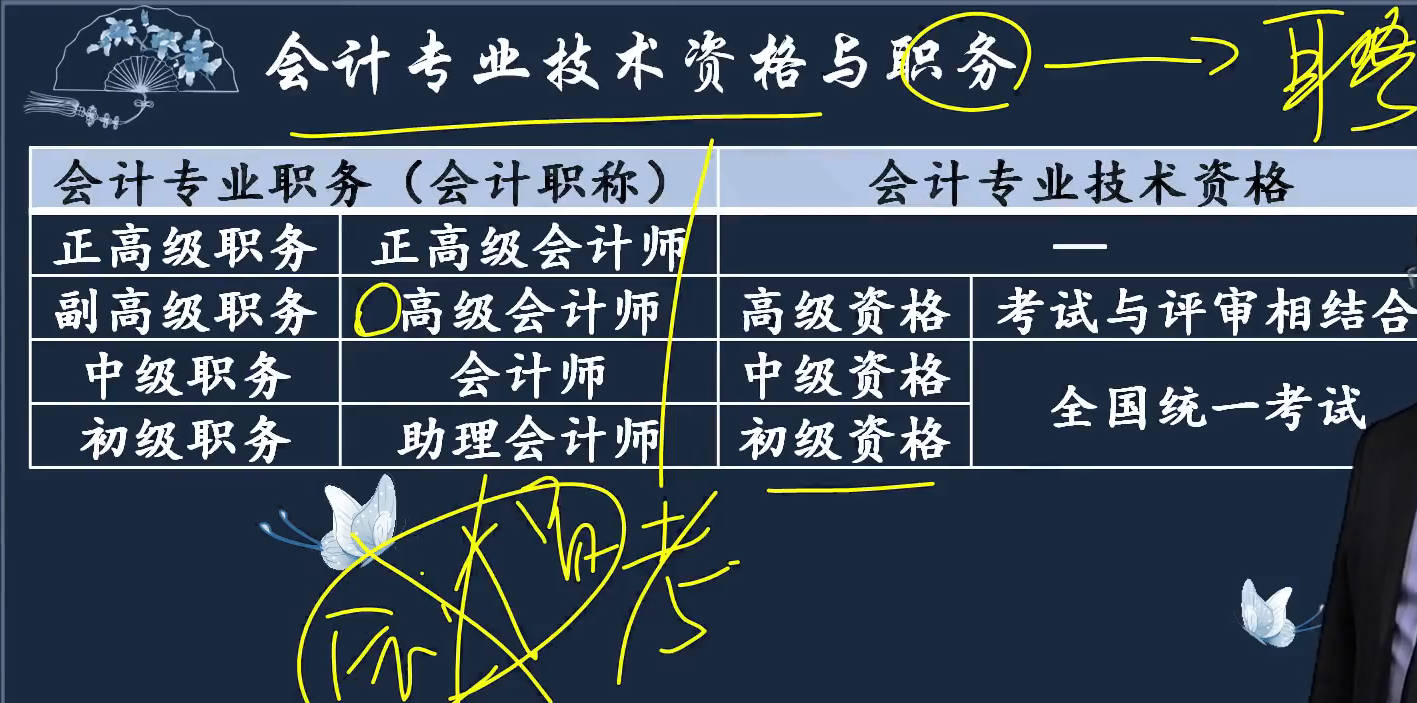 会计专业技术资格与职务 聘
会计专业职务（会计职称） 会计专业技术资格
正高级职务 正高级会计师 —
副高级职务 高级会计师 高级资格 考试与评审相结合
中级职务 会计师 中级资格 全国统一考试
初级职务 助理会计师 初级资格
考